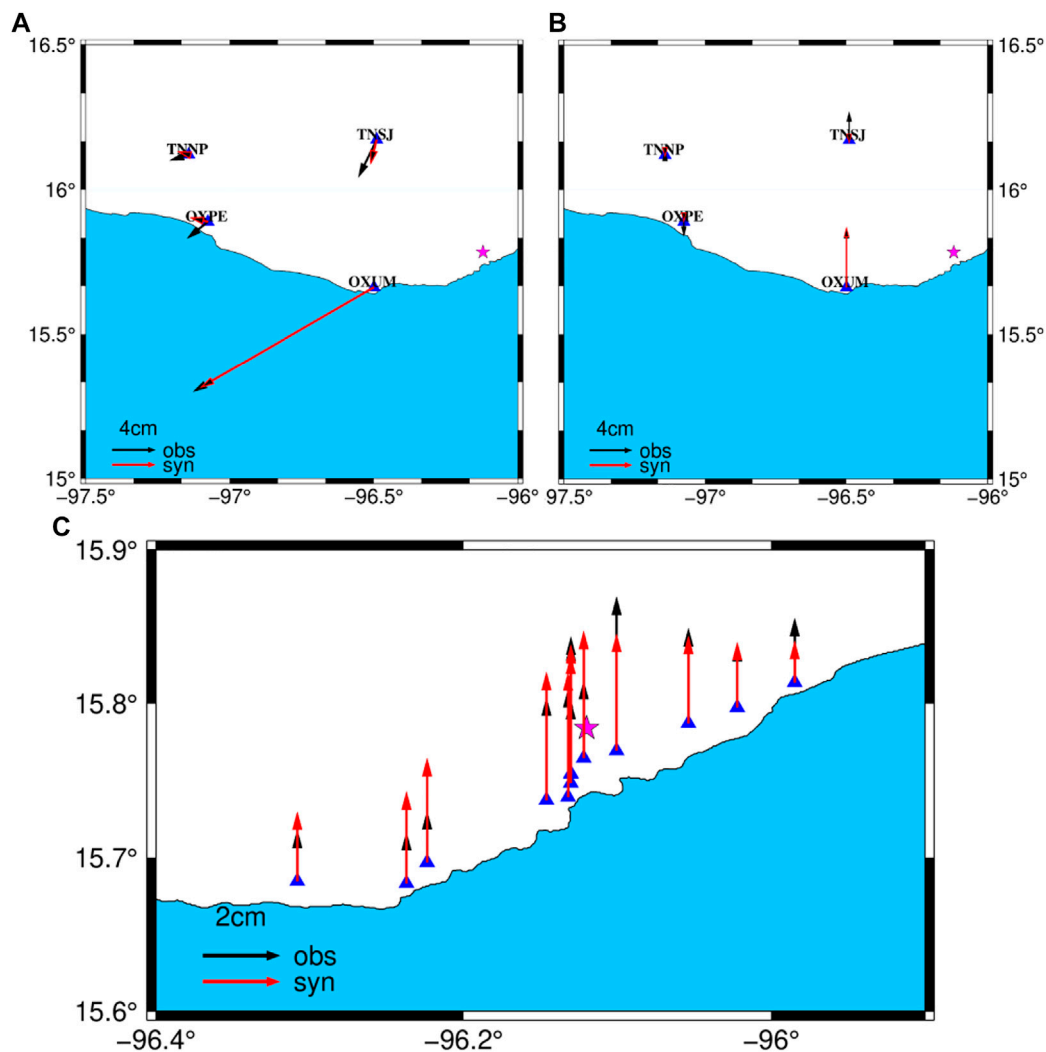 A
B
16.5°
16.5°
TNNP
TNSJ
TNNP
TNSJ
16°
16°
OXPE
OXPE
OXUM
OXUM
15.5°
15.5°
4cm
obs
syn
4cm
obs
syn
15°
15°
−97.5°
−97°
−96.5°
−96°
−97.5°
−97°
−96.5°
−96°
C
15.9°
15.8°
15.7°
2cm
obs
syn
15.6°
−96.4°
−96.2°
−96°